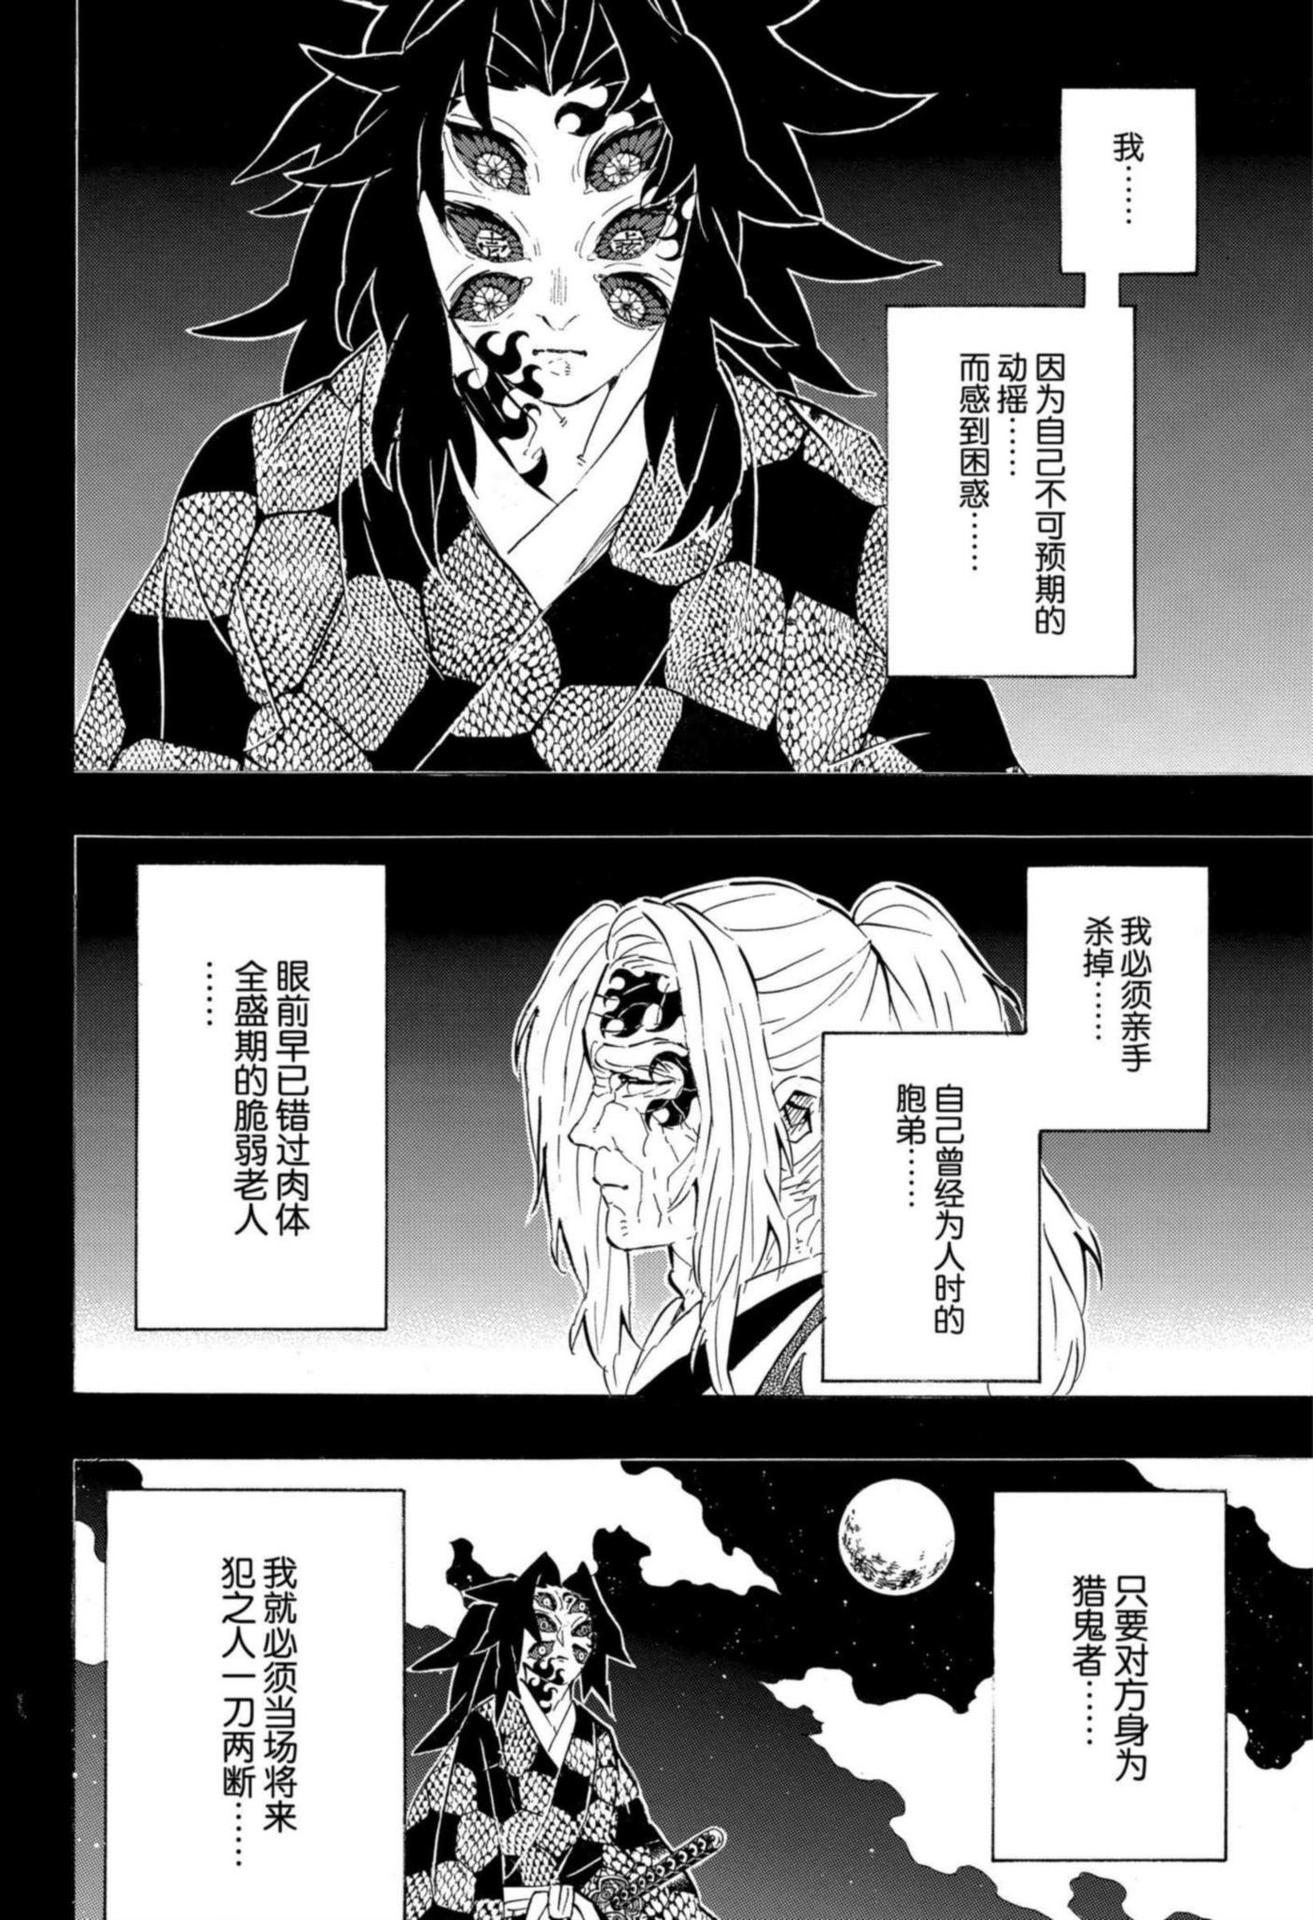 我……
因为自己不可预期的
动摇……
而感到困惑……
我必须亲手
杀掉……
自己曾经为人时的
胞弟……
眼前早已错过肉体
全盛期的脆弱老人
……
只要对方身为
猎鬼者……
我就必须当场将来
犯之人一刀两断……